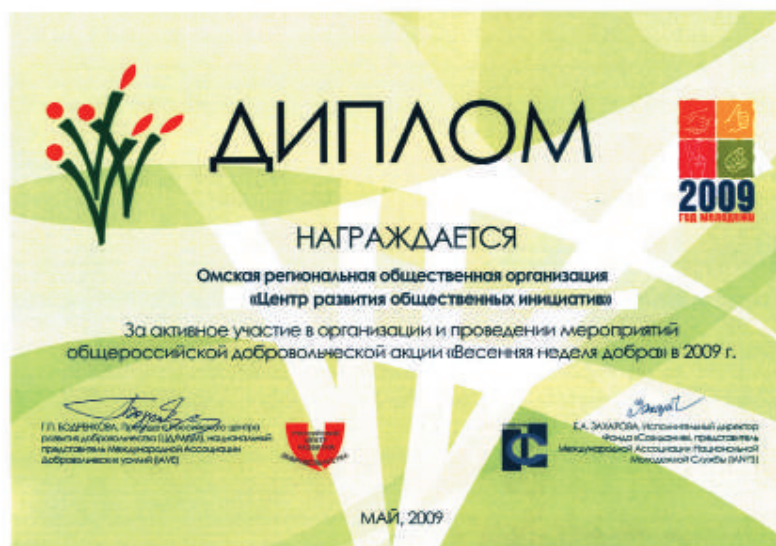 ДИПЛОМ
2009
ГОД МОЛОДЕЖИ
НАГРАЖДАЕТСЯ
Омская региональная общественная организация
«Центр развития общественных инициатив»
За активное участие в организации и проведении мероприятий
общероссийской добровольческой акции «Весенняя неделя добра» в 2009 г.
Г.П. БОДРЕНКОВА, Президент Российского центра
развития добровольчества (ЦДМДМ), национальный
представитель Международной Ассоциации
Добровольческих усилий (IAVE)
Е.А. ЗАХАРОВА, Исполнительный директор
Фонда «Созидание», представитель
Международной Ассоциации Национальной
Молодежной Службы (IANYS)
МАЙ, 2009